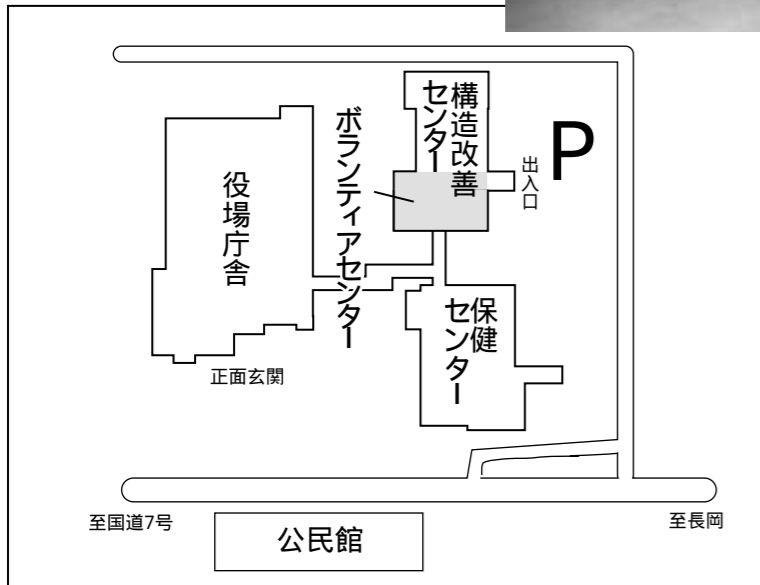 構造改善
センター
出入口
P
ボランティアセンター
役場庁舎
保健
センター
正面玄関
至国道7号
至長岡
公民館